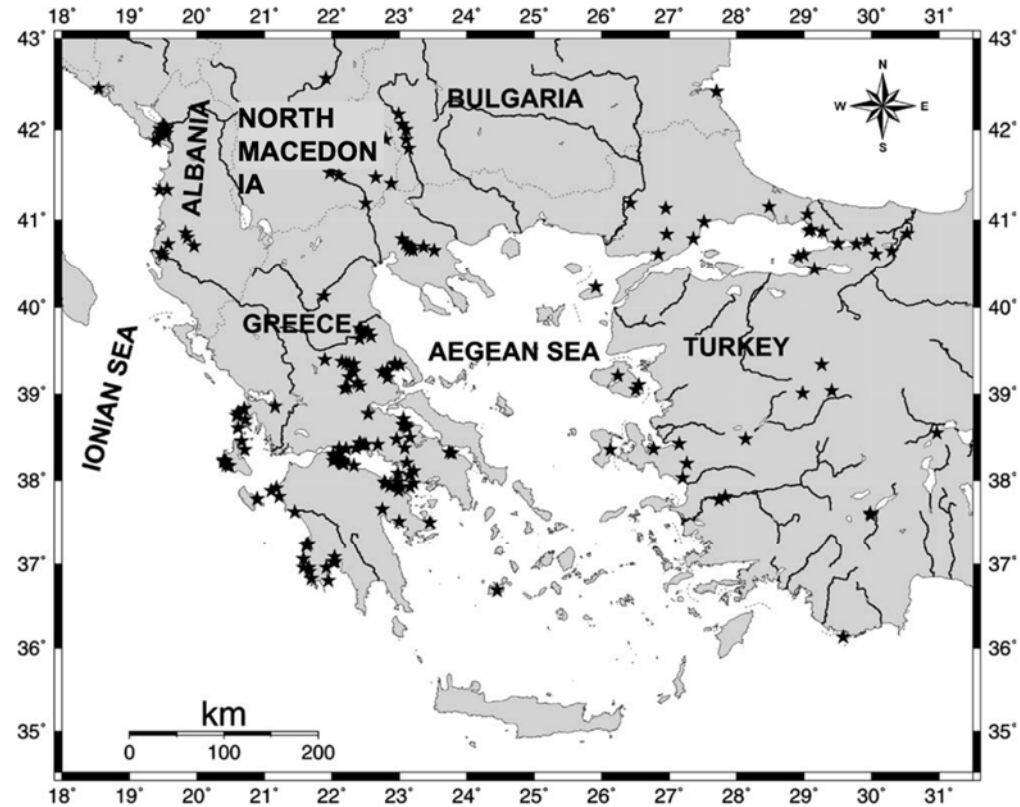 18° 19° 20° 21° 22° 23° 24° 25° 26° 27° 28° 29° 30° 31°
43° 43°
N
W E
S
BULGARIA
NORTH
MACEDON
IA
ALBANIA
42° 42°
41° 41°
40° 40°
GREECE
AEGEAN SEA
TURKEY
IONIAN SEA
39° 39°
38° 38°
37° 37°
36° 36°
35° 35°
km
0 100 200
18° 19° 20° 21° 22° 23° 24° 25° 26° 27° 28° 29° 30° 31°